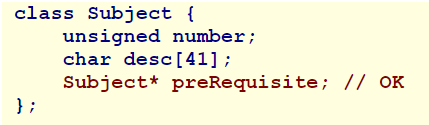 class Subject {
    unsigned number;
    char desc[41];
    Subject* preRequisite; // OK
};